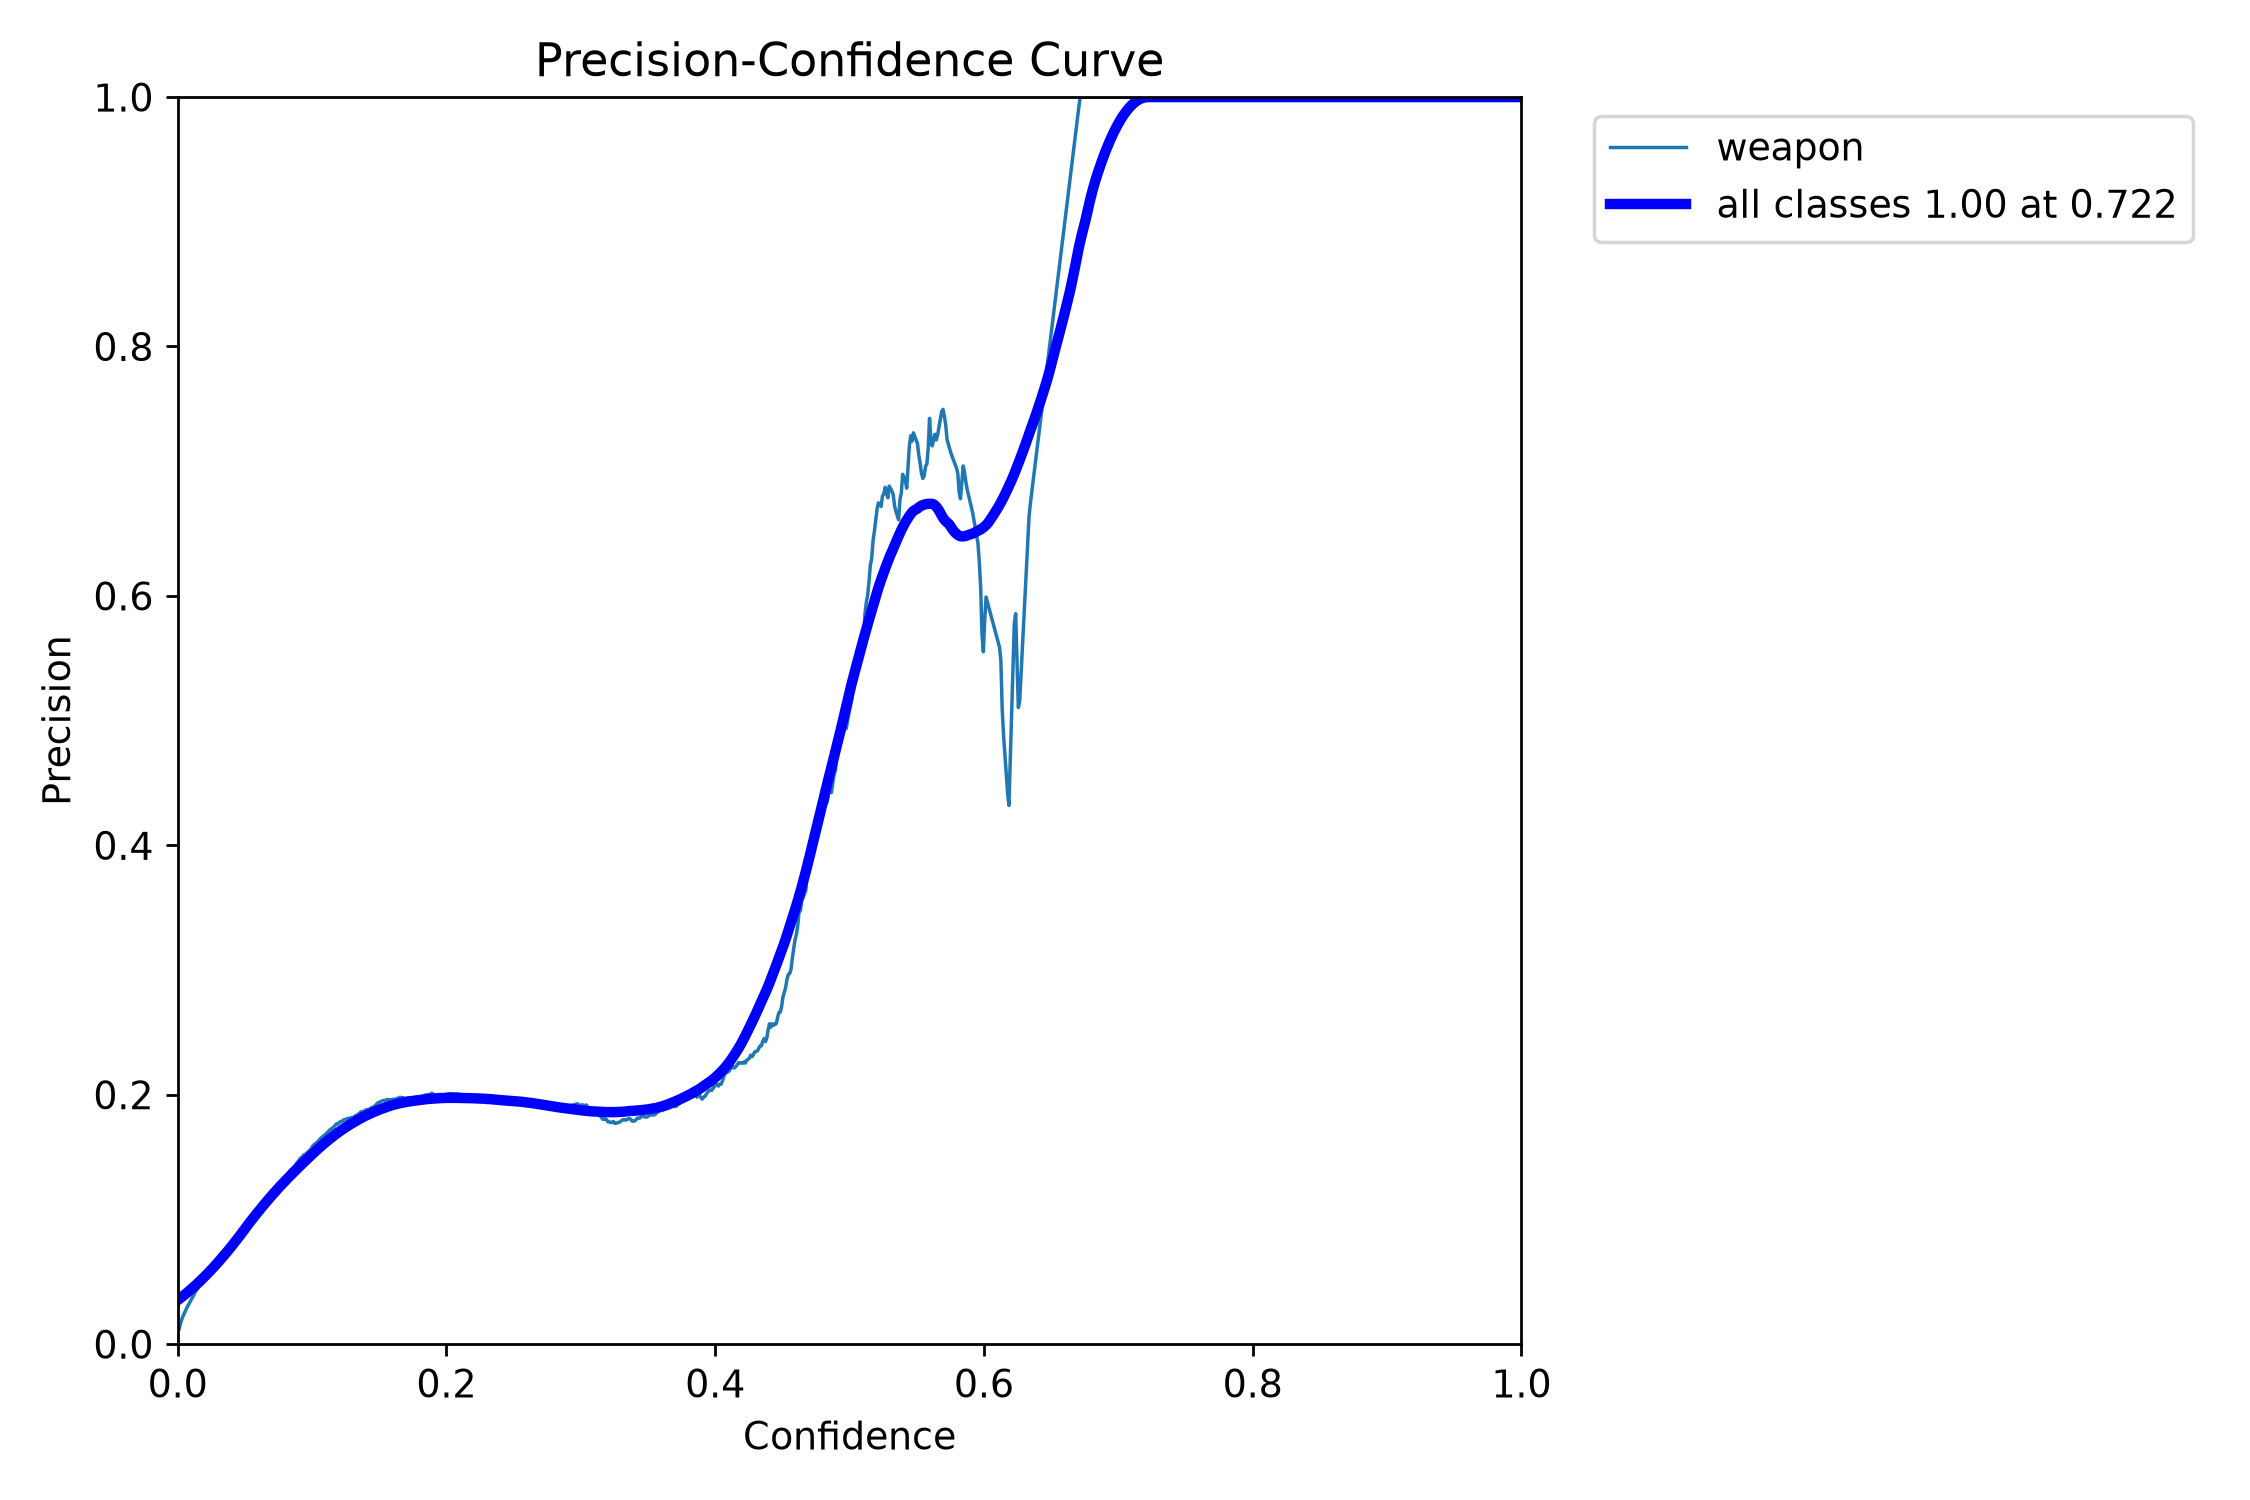 Precision-Confidence Curve
1.0
0.8
0.6
0.4
0.2
0.0
Precision
0.0 0.2 0.4 0.6 0.8 1.0
Confidence
weapon
all classes 1.00 at 0.722